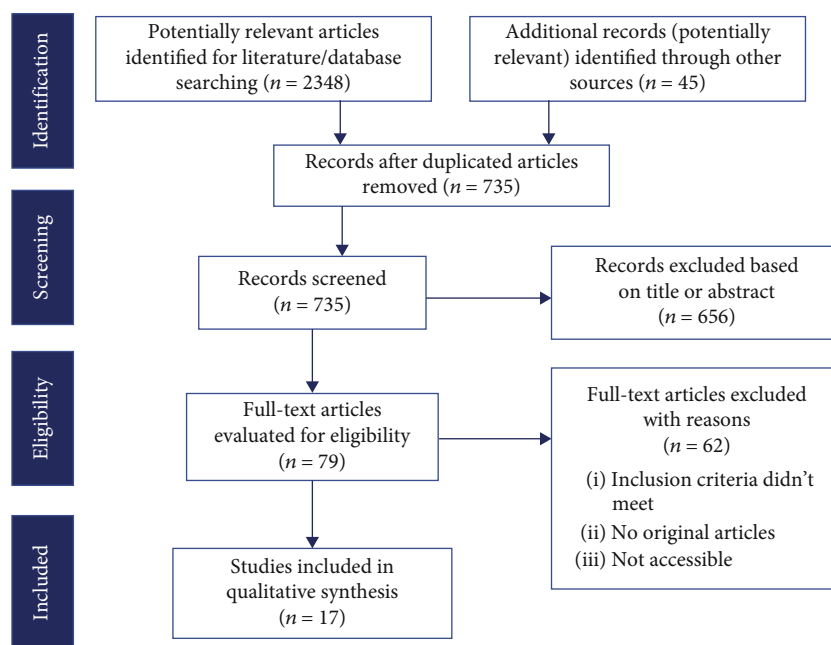 Identification
Potentially relevant articles
identified for literature/database
searching (n = 2348)
Additional records (potentially
relevant) identified through other
sources (n = 45)
Records after duplicated articles
removed (n = 735)
Screening
Records screened
(n = 735)
Records excluded based
on title or abstract
(n = 656)
Eligibility
Full-text articles
evaluated for eligibility
(n = 79)
Full-text articles excluded
with reasons
(n = 62)
(i) Inclusion criteria didn't
meet
(ii) No original articles
(iii) Not accessible
Included
Studies included in
qualitative synthesis
(n = 17)